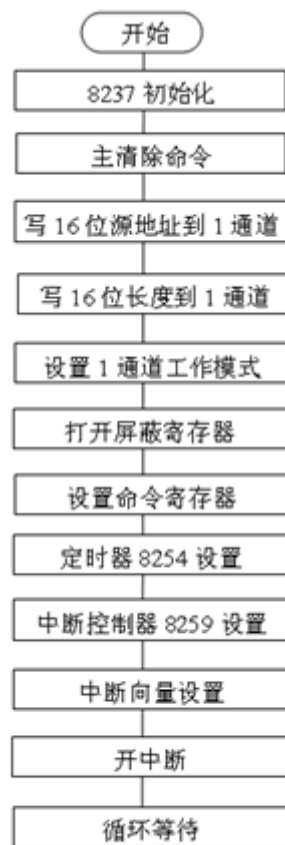 开始
8237 初始化
主清除命令
写 16 位源地址到 1 通道
写 16 位长度到 1 通道
设置 1 通道工作模式
打开屏蔽寄存器
设置命令寄存器
定时器 8254 设置
中断控制器 8259 设置
中断向量设置
开中断
循环等待